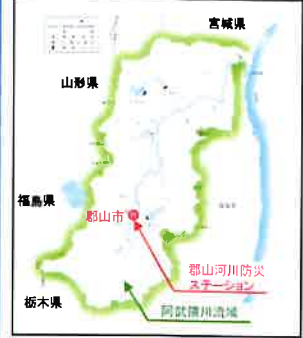 宮城県
山形県
福島県
郡山市
郡山河川防災
ステーション
栃木県
阿武隈川流域